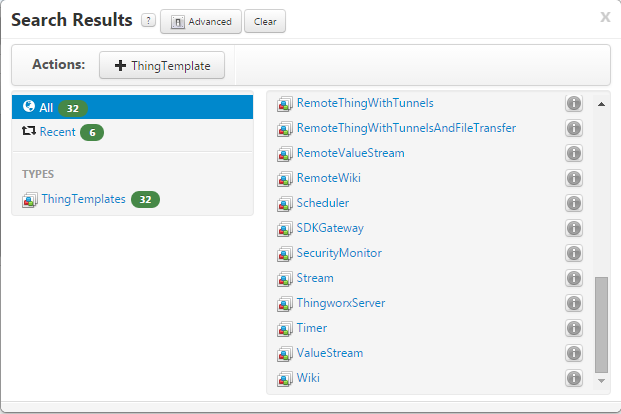 Search Results ? Advanced Clear x
Actions: ThingTemplate
All 32
Recent 6
TYPES
ThingTemplates 32
RemoteThingWithTunnels
RemoteThingWithTunnelsAndFileTransfer
RemoteValueStream
RemoteWiki
Scheduler
SDKGateway
SecurityMonitor
Stream
ThingworxServer
Timer
ValueStream
Wiki